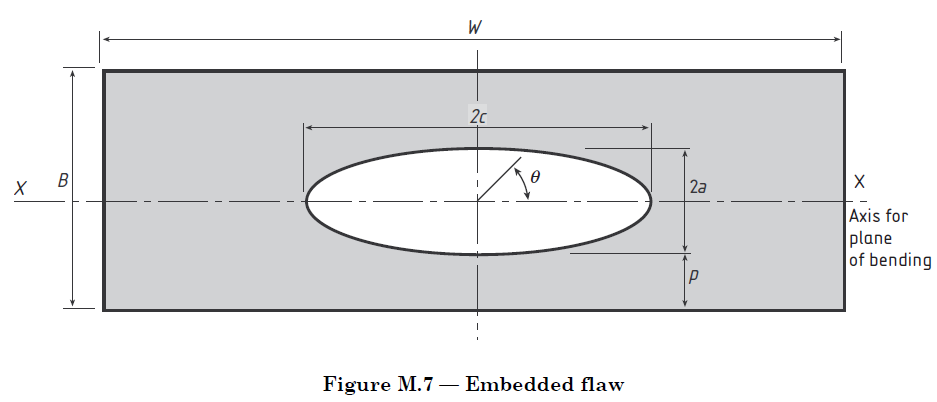 W
2c
θ
X
B
2a
X
Axis for
plane
of bending
p
Figure M.7 — Embedded flaw